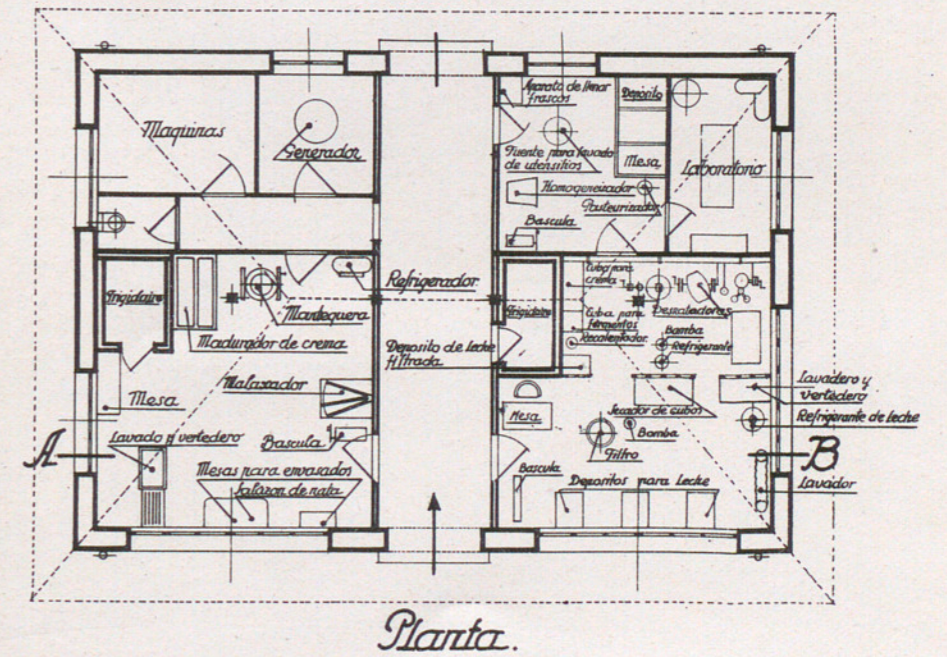 Maquinas
Generador
Aparato de llenar
frascos
Deposito
Fuente para lavado
de utensilios
Mesa
Laboratorio
Homogeneizador
Pasteurizador
Bascula
Frigidaire
Refrigerador
Mantequera
Madurador de crema
Malaxador
Mesa
Lavado y vertedero
Bascula
Mesas para envasados
salazon de nata
Deposito de leche
filtrada
Frigidaire
Cuba para
crema
Cuba para
fermentos
Recalentador
Desnatadoras
Bomba
Refrigerante
Lavadero y
vertedero
Refrigerante de leche
Lavador
Mesa
Secador de cubos
Bomba
Filtro
Bascula
Depositos para Leche
A
B
Planta.